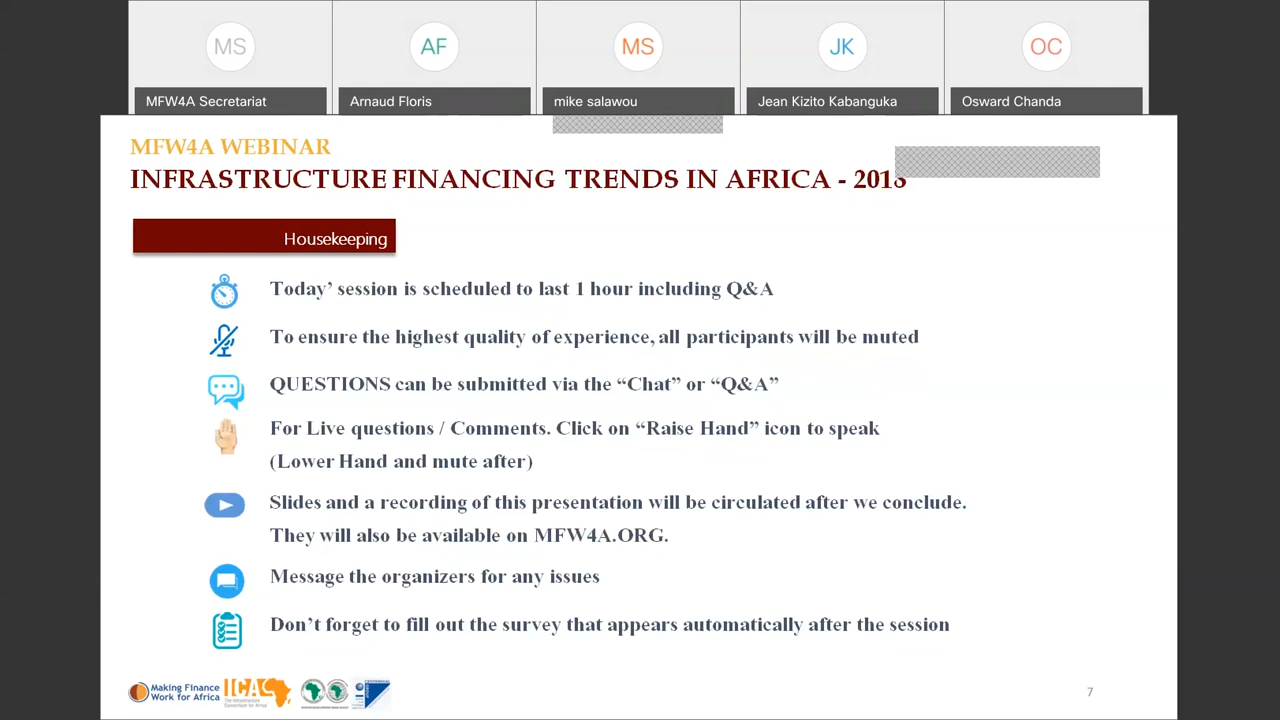 MS
AF
MS
JK
OC
MFW4A Secretariat
Arnaud Floris
mike salawou
Jean Kizito Kabanguka
Osward Chanda
MFW4A WEBINAR
INFRASTRUCTURE FINANCING TRENDS IN AFRICA - 2018
Housekeeping
Today’ session is scheduled to last 1 hour including Q&A
To ensure the highest quality of experience, all participants will be muted
QUESTIONS can be submitted via the “Chat” or “Q&A”
For Live questions / Comments. Click on “Raise Hand” icon to speak
(Lower Hand and mute after)
Slides and a recording of this presentation will be circulated after we conclude.
They will also be available on MFW4A.ORG.
Message the organizers for any issues
Don’t forget to fill out the survey that appears automatically after the session
Making Finance
Work for Africa
ICA
The Infrastructure
Consortium for Africa
7